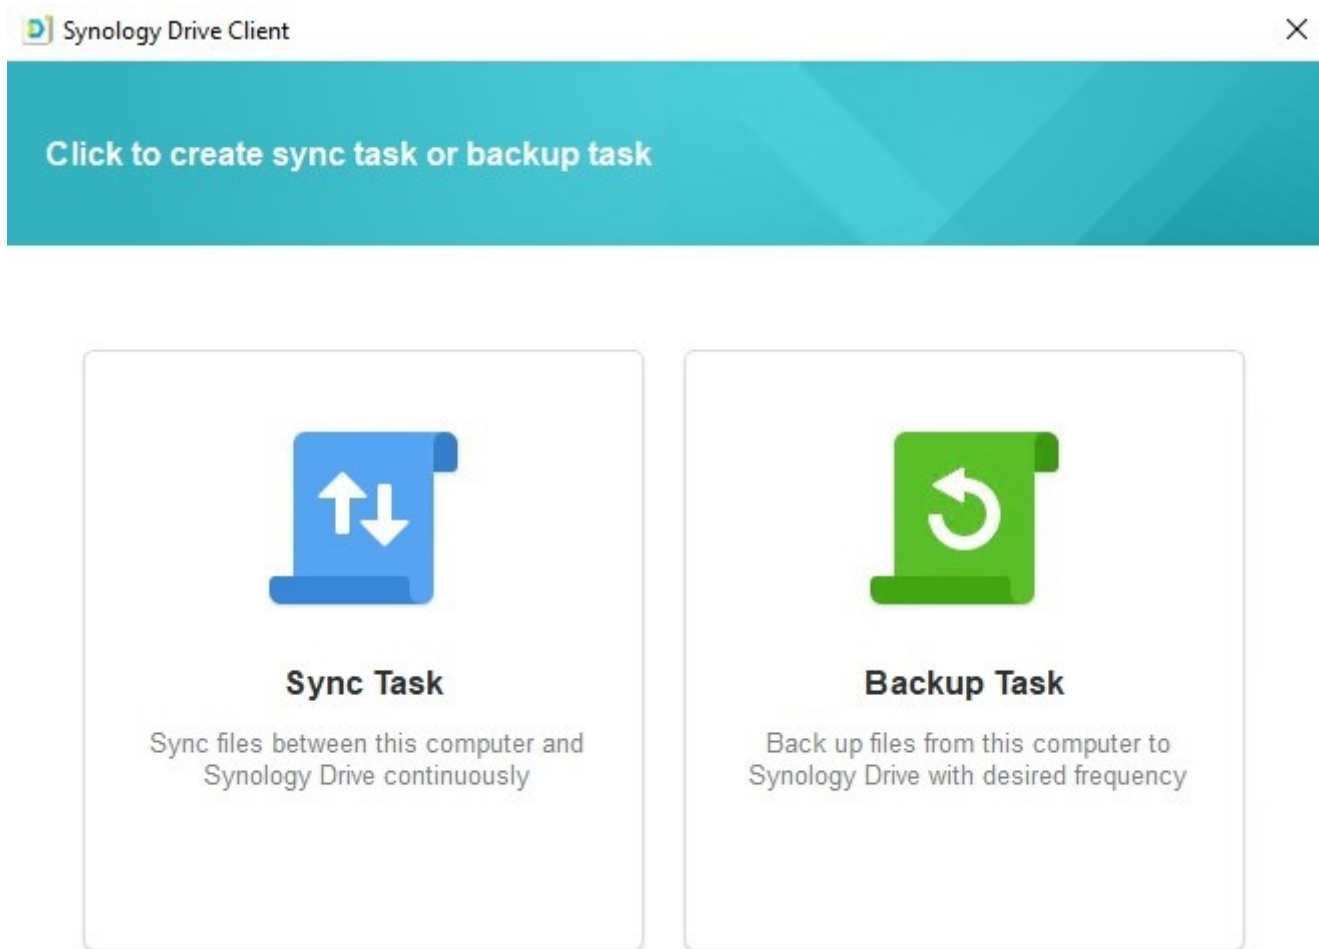 Synology Drive Client
Click to create sync task or backup task
Sync Task
Sync files between this computer and
Synology Drive continuously
Backup Task
Back up files from this computer to
Synology Drive with desired frequency